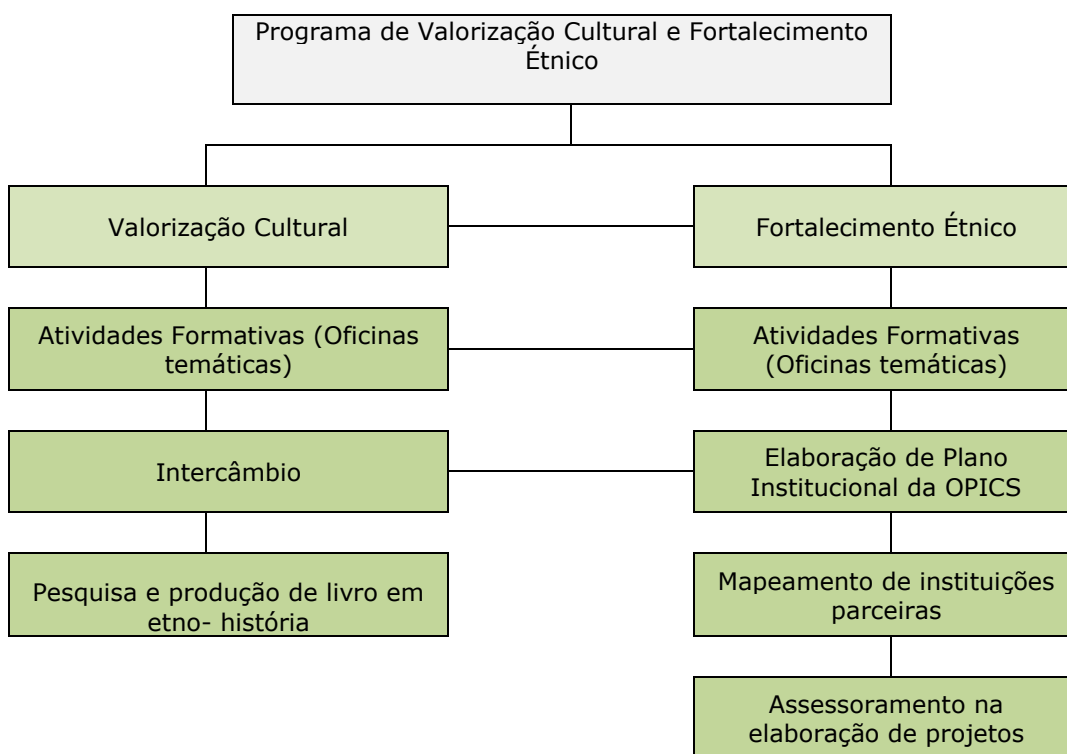 Programa de Valorização Cultural e Fortalecimento
Étnico
Valorização Cultural
Fortalecimento Étnico
Atividades Formativas (Oficinas
temáticas)
Atividades Formativas
(Oficinas temáticas)
Intercâmbio
Elaboração de Plano
Institucional da OPICS
Pesquisa e produção de livro em
etno- história
Mapeamento de instituições
parceiras
Assessoramento na
elaboração de projetos